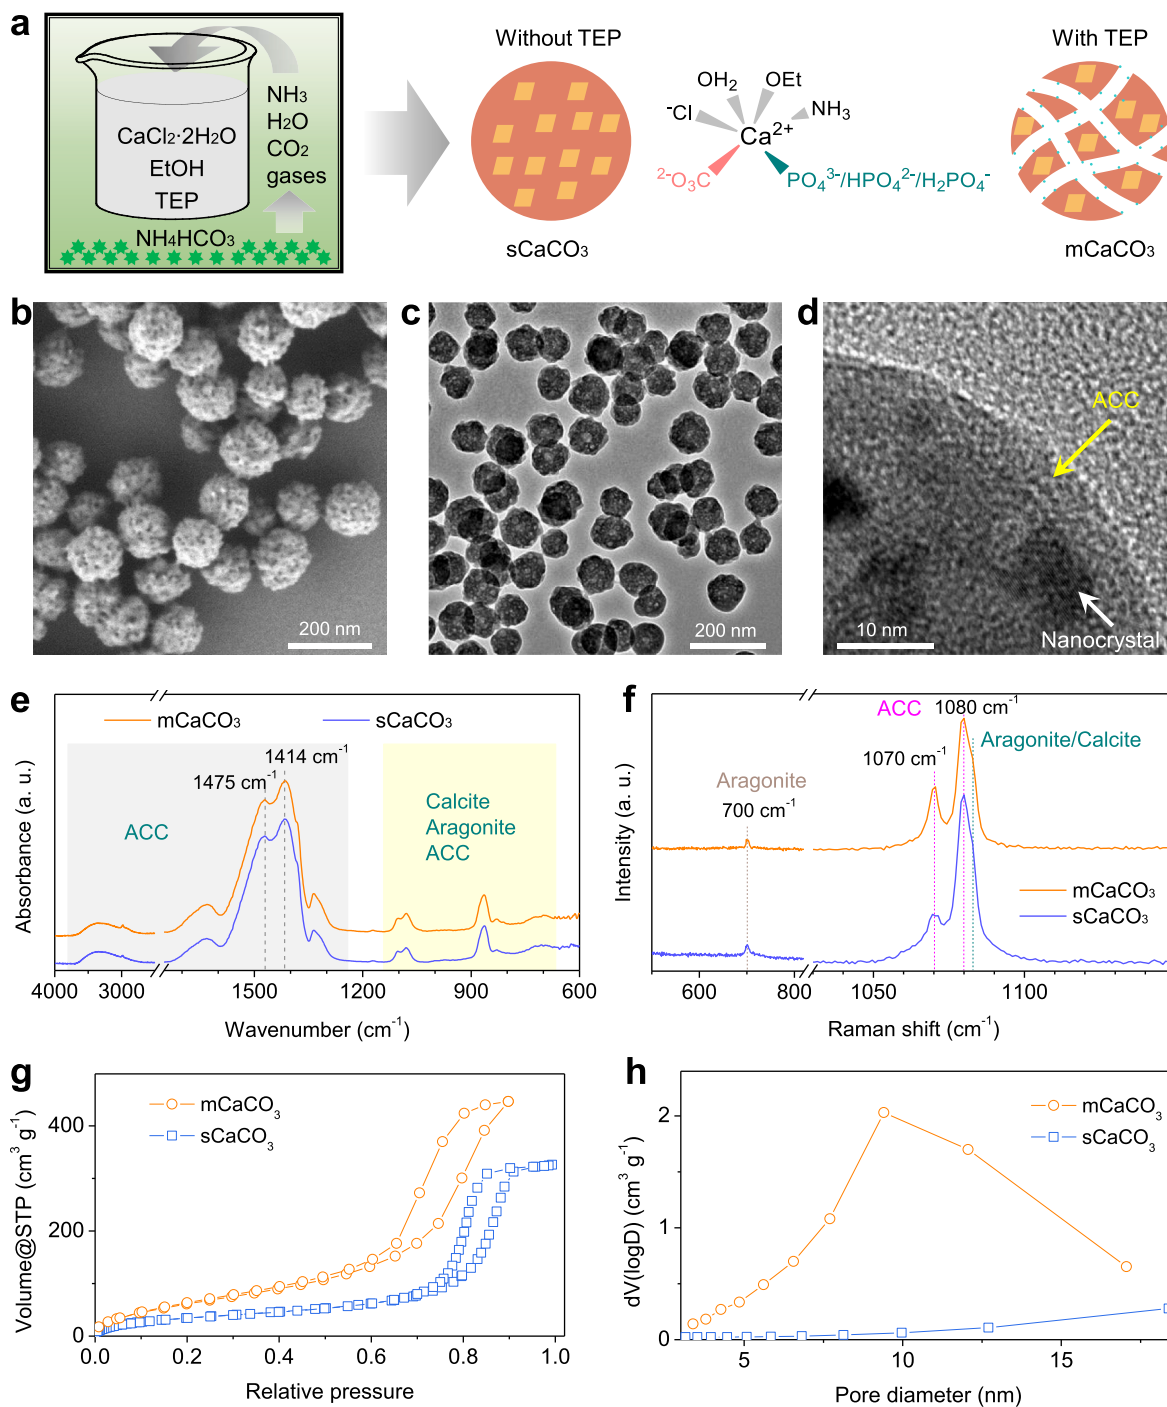 a
NH3
H2O
CO2
gases
CaCl2·2H2O
EtOH
TEP
NH4HCO3
Without TEP
sCaCO3
OH2
OEt
-Cl
NH3
Ca2+
2-O3C
PO43-/HPO42-/H2PO4-
With TEP
mCaCO3
b
200 nm
c
200 nm
d
ACC
10 nm
Nanocrystal
e
mCaCO3
sCaCO3
1414 cm-1
1475 cm-1
ACC
Calcite
Aragonite
ACC
Absorbance (a. u.)
4000 3000 1500 1200 900 600
Wavenumber (cm-1)
f
ACC
1080 cm-1
Aragonite/Calcite
1070 cm-1
Aragonite
700 cm-1
mCaCO3
sCaCO3
Intensity (a. u.)
600 800 1050 1100
Raman shift (cm-1)
g
mCaCO3
sCaCO3
Volume@STP (cm3 g-1)
400
200
0
0.0 0.2 0.4 0.6 0.8 1.0
Relative pressure
h
mCaCO3
sCaCO3
dV(logD) (cm3 g-1)
2
1
0
5 10 15
Pore diameter (nm)